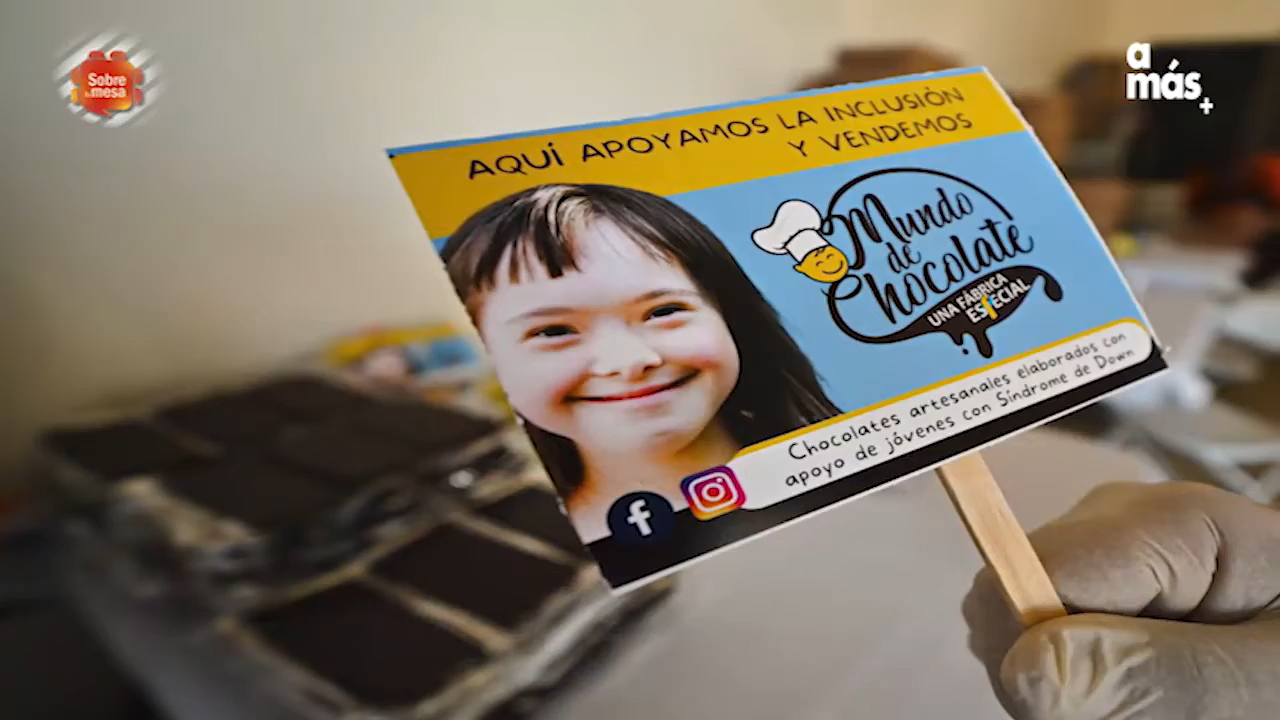 Sobre
la mesa
a
más+
AQUÍ APOYAMOS LA INCLUSIÓN
Y VENDEMOS
Mundo
de
Chocolate
UNA FÁBRICA
ESPECIAL
Chocolates artesanales elaborados con
apoyo de jóvenes con Síndrome de Down